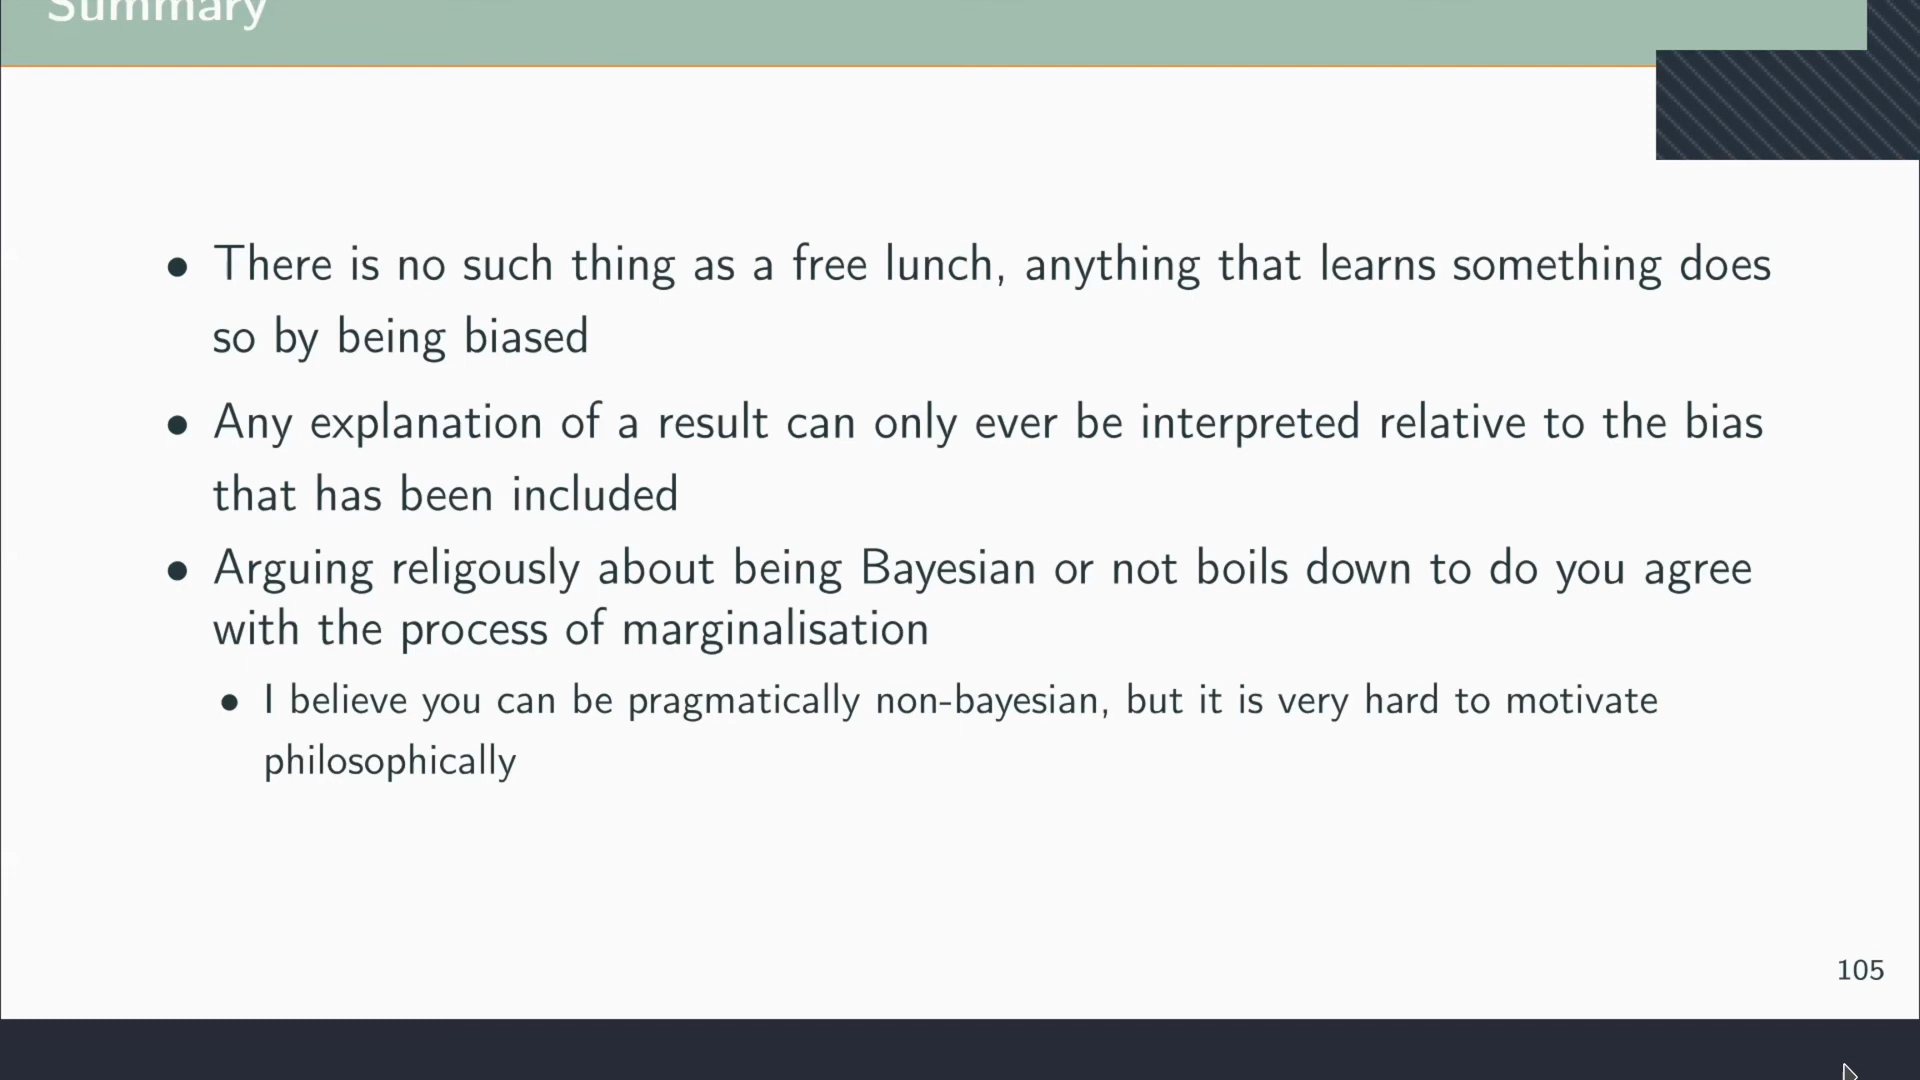 Summary
• There is no such thing as a free lunch, anything that learns something does
so by being biased
• Any explanation of a result can only ever be interpreted relative to the bias
that has been included
• Arguing religously about being Bayesian or not boils down to do you agree
with the process of marginalisation
• I believe you can be pragmatically non-bayesian, but it is very hard to motivate
philosophically
105